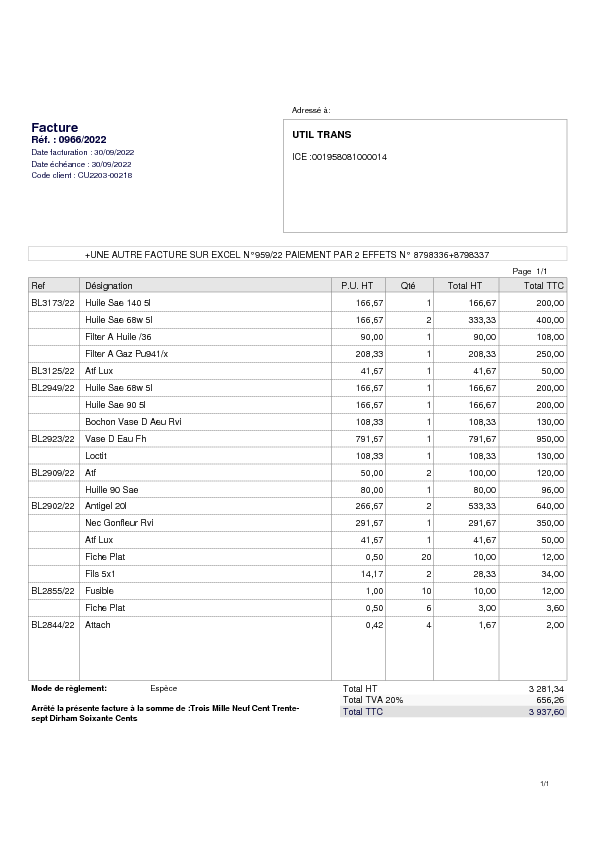 Adressé à:
Facture
Réf. : 0966/2022
Date facturation : 30/09/2022
Date échéance : 30/09/2022
Code client : CU2203-00218
UTIL TRANS
ICE :001958081000014
+UNE AUTRE FACTURE SUR EXCEL N°959/22 PAIEMENT PAR 2 EFFETS N° 8798336+8798337
Page 1/1
Ref Désignation P.U. HT Qté Total HT Total TTC
BL3173/22 Huile Sae 140 5l 166,67 1 166,67 200,00
Huile Sae 68w 5l 166,67 2 333,33 400,00
Filter A Huile /36 90,00 1 90,00 108,00
Filter A Gaz Pu941/x 208,33 1 208,33 250,00
BL3125/22 Atf Lux 41,67 1 41,67 50,00
BL2949/22 Huile Sae 68w 5l 166,67 1 166,67 200,00
Huile Sae 90 5l 166,67 1 166,67 200,00
Bochon Vase D Aeu Rvi 108,33 1 108,33 130,00
BL2923/22 Vase D Eau Fh 791,67 1 791,67 950,00
Loctit 108,33 1 108,33 130,00
BL2909/22 Atf 50,00 2 100,00 120,00
Huille 90 Sae 80,00 1 80,00 96,00
BL2902/22 Antigel 20l 266,67 2 533,33 640,00
Nec Gonfleur Rvi 291,67 1 291,67 350,00
Atf Lux 41,67 1 41,67 50,00
Fiche Plat 0,50 20 10,00 12,00
Fils 5x1 14,17 2 28,33 34,00
BL2855/22 Fusible 1,00 10 10,00 12,00
Fiche Plat 0,50 6 3,00 3,60
BL2844/22 Attach 0,42 4 1,67 2,00
Mode de règlement: Espèce
Total HT 3 281,34
Total TVA 20% 656,26
Total TTC 3 937,60
Arrêté la présente facture à la somme de :Trois Mille Neuf Cent Trente-
sept Dirham Soixante Cents
1/1